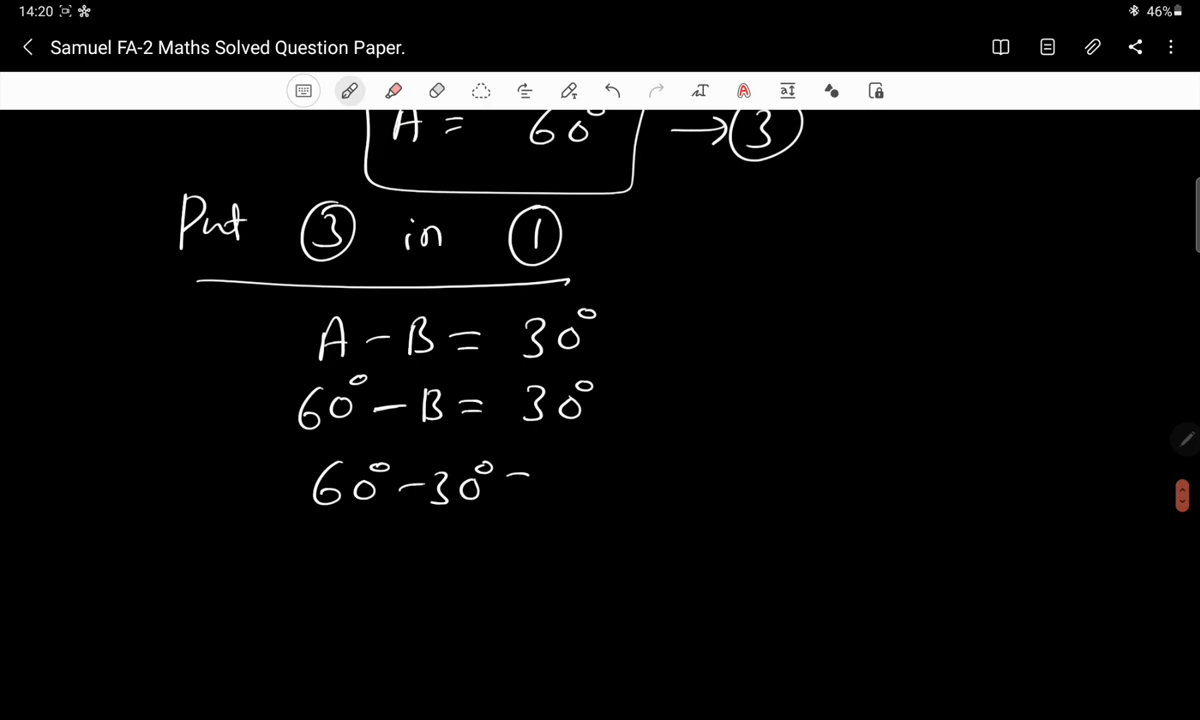 14:20
46%
Samuel FA-2 Maths Solved Question Paper.
A = 60° → ③
Put ③ in ①
A - B = 30°
60° - B = 30°
60° - 30° -